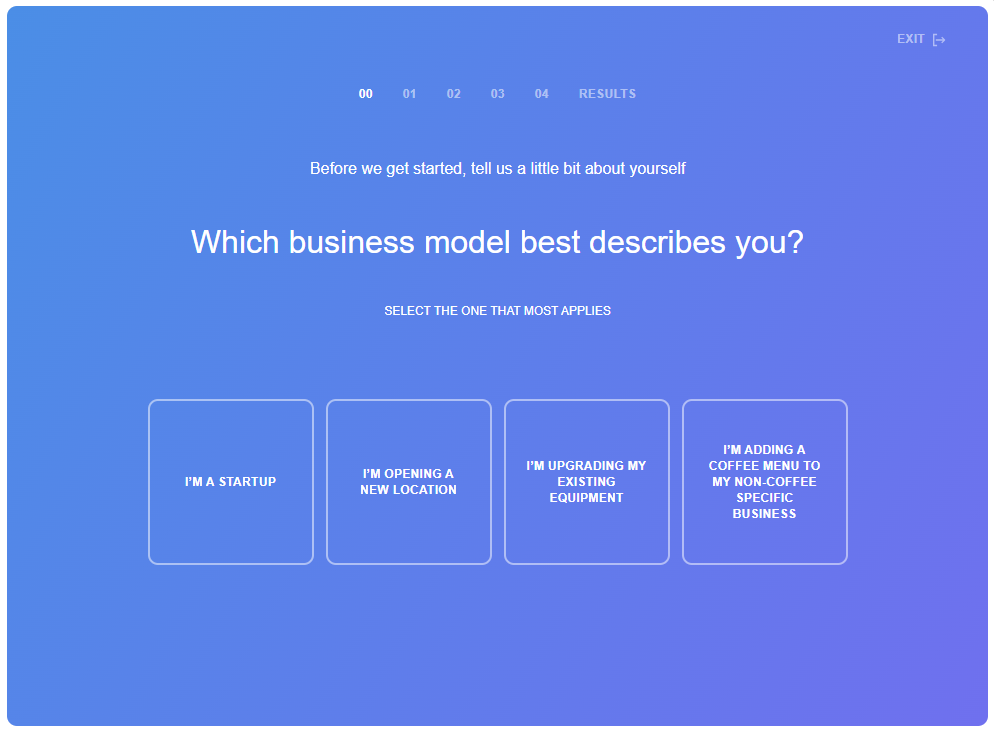 EXIT
00 01 02 03 04 RESULTS
Before we get started, tell us a little bit about yourself
Which business model best describes you?
SELECT THE ONE THAT MOST APPLIES
I’M A STARTUP
I’M OPENING A
NEW LOCATION
I’M UPGRADING MY
EXISTING
EQUIPMENT
I’M ADDING A
COFFEE MENU TO
MY NON-COFFEE
SPECIFIC
BUSINESS